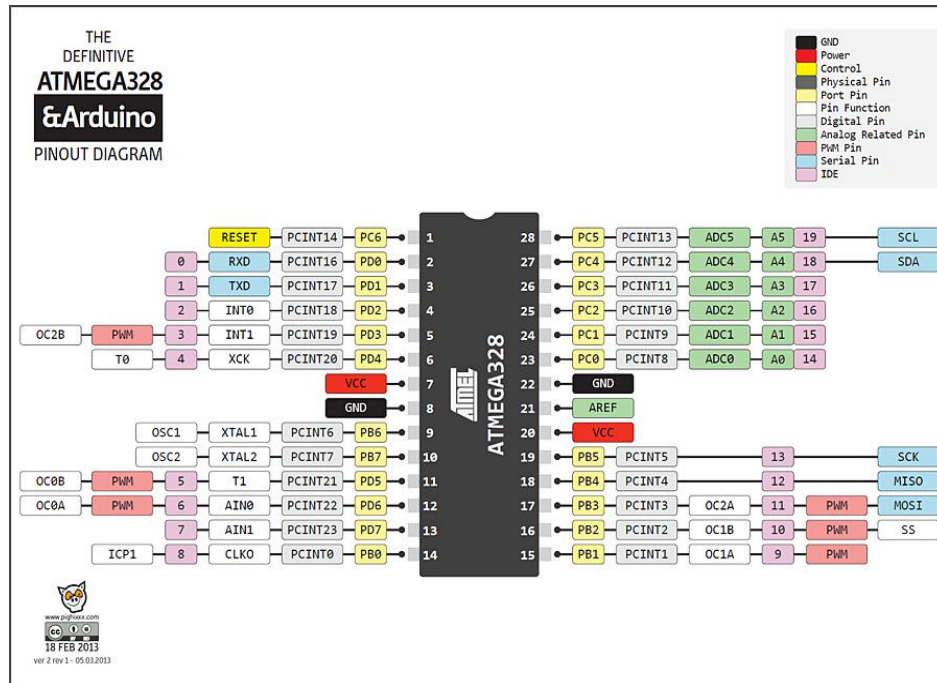 THE
DEFINITIVE
ATMEGA328
&Arduino
PINOUT DIAGRAM
GND
Power
Control
Physical Pin
Port Pin
Pin Function
Digital Pin
Analog Related Pin
PWM Pin
Serial Pin
IDE
RESET PCINT14 PC6 1 28 PC5 PCINT13 ADC5 A5 19 SCL
0 RXD PCINT16 PD0 2 27 PC4 PCINT12 ADC4 A4 18 SDA
1 TXD PCINT17 PD1 3 26 PC3 PCINT11 ADC3 A3 17
2 INT0 PCINT18 PD2 4 25 PC2 PCINT10 ADC2 A2 16
OC2B PWM 3 INT1 PCINT19 PD3 5 24 PC1 PCINT9 ADC1 A1 15
T0 4 XCK PCINT20 PD4 6 23 PC0 PCINT8 ADC0 A0 14
VCC 7 22 GND
GND 8 21 AREF
OSC1 XTAL1 PCINT6 PB6 9 20 VCC
OSC2 XTAL2 PCINT7 PB7 10 19 PB5 PCINT5 13 SCK
OC0B PWM 5 T1 PCINT21 PD5 11 18 PB4 PCINT4 12 MISO
OC0A PWM 6 AIN0 PCINT22 PD6 12 17 PB3 PCINT3 OC2A 11 PWM MOSI
7 AIN1 PCINT23 PD7 13 16 PB2 PCINT2 OC1B 10 PWM SS
ICP1 8 CLKO PCINT0 PB0 14 15 PB1 PCINT1 OC1A 9 PWM
ATMEL
ATMEGA328
www.pighixxx.com
cc
18 FEB 2013
ver 2 rev 1 - 05.03.2013